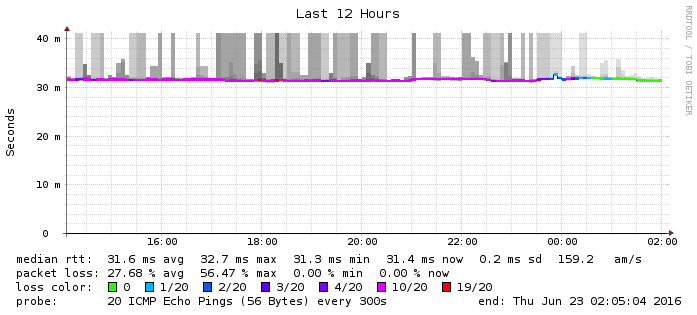 Last 12 Hours
RRDTOOL / TOBI OETIKER
Seconds
40 m
30 m
20 m
10 m
0
16:00 18:00 20:00 22:00 00:00 02:00
median rtt: 31.6 ms avg 32.7 ms max 31.3 ms min 31.4 ms now 0.2 ms sd 159.2 am/s
packet loss: 27.68 % avg 56.47 % max 0.00 % min 0.00 % now
loss color: 0 1/20 2/20 3/20 4/20 10/20 19/20
probe: 20 ICMP Echo Pings (56 Bytes) every 300s end: Thu Jun 23 02:05:04 2016